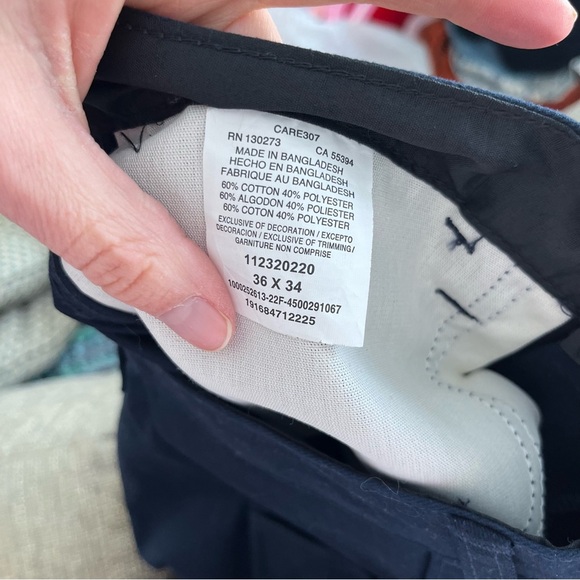 CARE307
RN 130273 CA 55394
MADE IN BANGLADESH
HECHO EN BANGLADESH
FABRIQUE AU BANGLADESH
60% COTTON 40% POLYESTER
60% ALGODON 40% POLIESTER
60% COTON 40% POLYESTER
EXCLUSIVE OF DECORATION / EXCEPTO
DECORACION / EXCLUSIVE OF TRIMMING/
GARNITURE NON COMPRISE
112320220
36 X 34
1000252613-22F-4500291067
191684712225